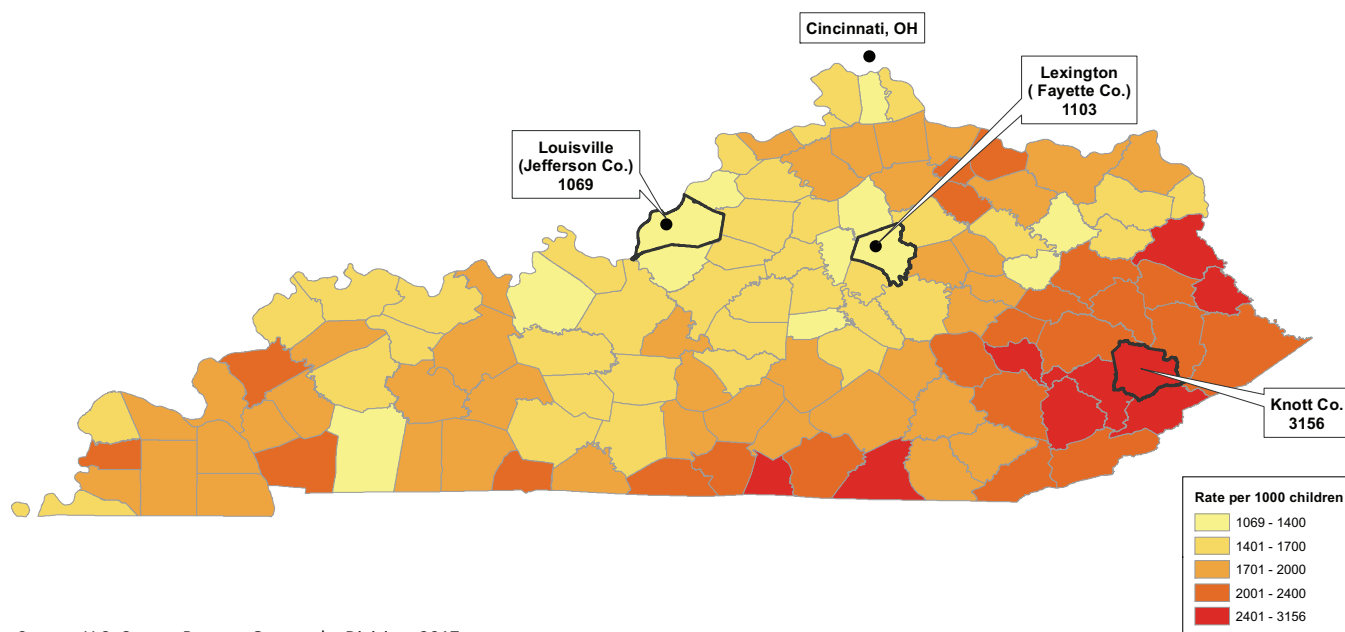 Cincinnati, OH
Lexington
( Fayette Co.)
1103
Louisville
(Jefferson Co.)
1069
Knott Co.
3156
Rate per 1000 children
1069 - 1400
1401 - 1700
1701 - 2000
2001 - 2400
2401 - 3156